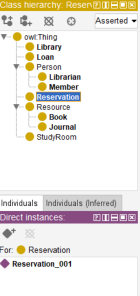 Class hierarchy: Reserv
Asserted
owl:Thing
Library
Loan
Person
Librarian
Member
Reservation
Resource
Book
Journal
StudyRoom
Individuals
Individuals (Inferred)
Direct instances:
For: Reservation
Reservation_001